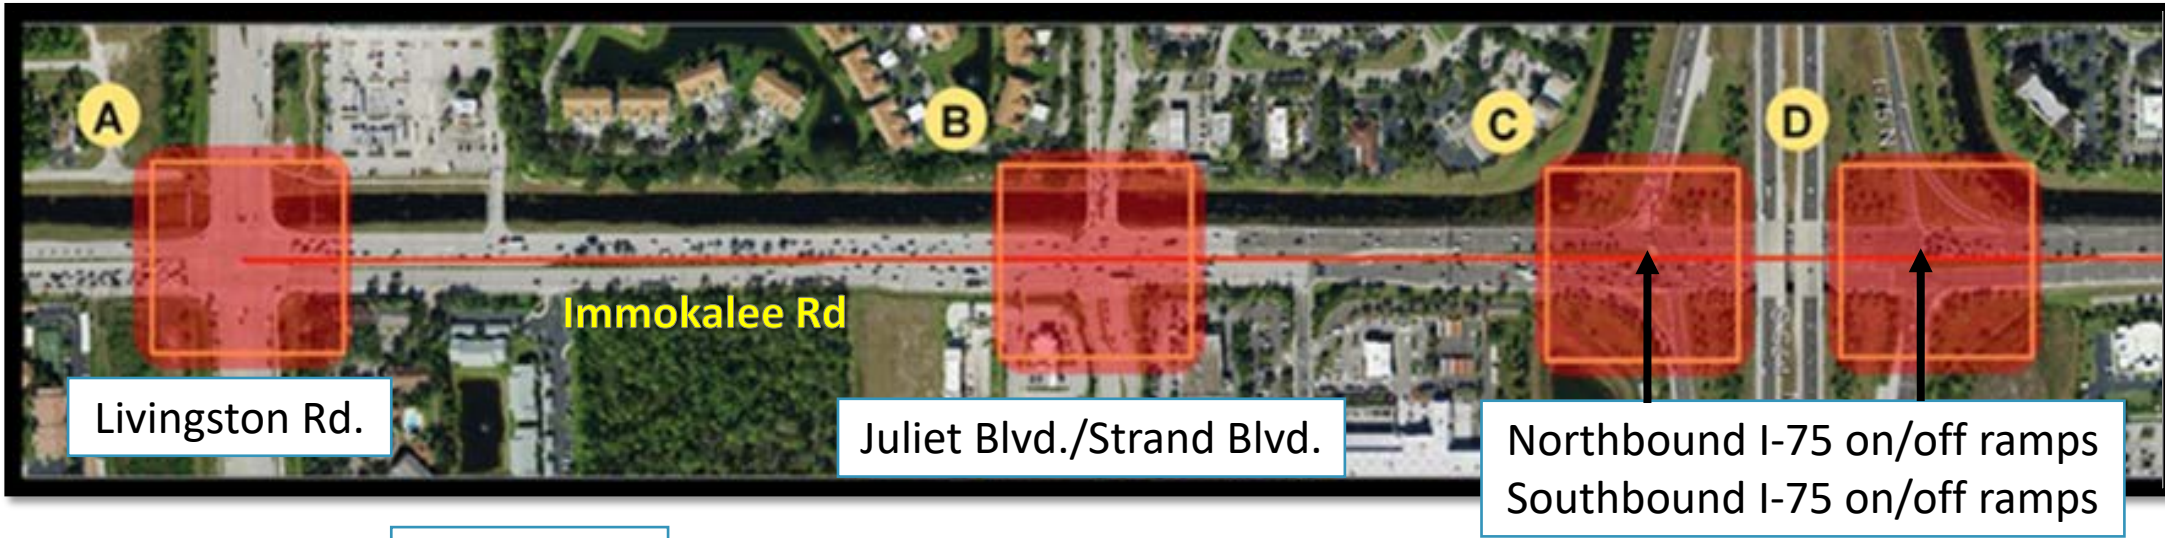 A
B
C
D
Immokalee Rd
Livingston Rd.
Juliet Blvd./Strand Blvd.
Northbound I-75 on/off ramps
Southbound I-75 on/off ramps